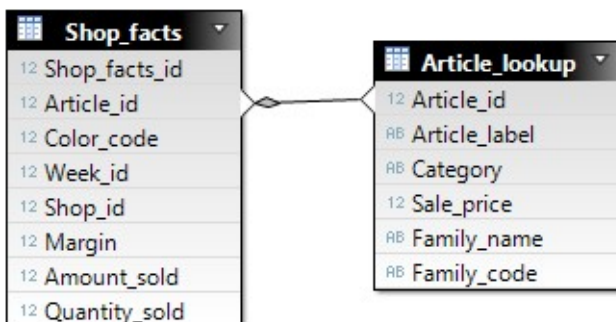 Shop_facts
12 Shop_facts_id
12 Article_id
12 Color_code
12 Week_id
12 Shop_id
12 Margin
12 Amount_sold
12 Quantity_sold
Article_lookup
12 Article_id
AB Article_label
AB Category
12 Sale_price
AB Family_name
AB Family_code